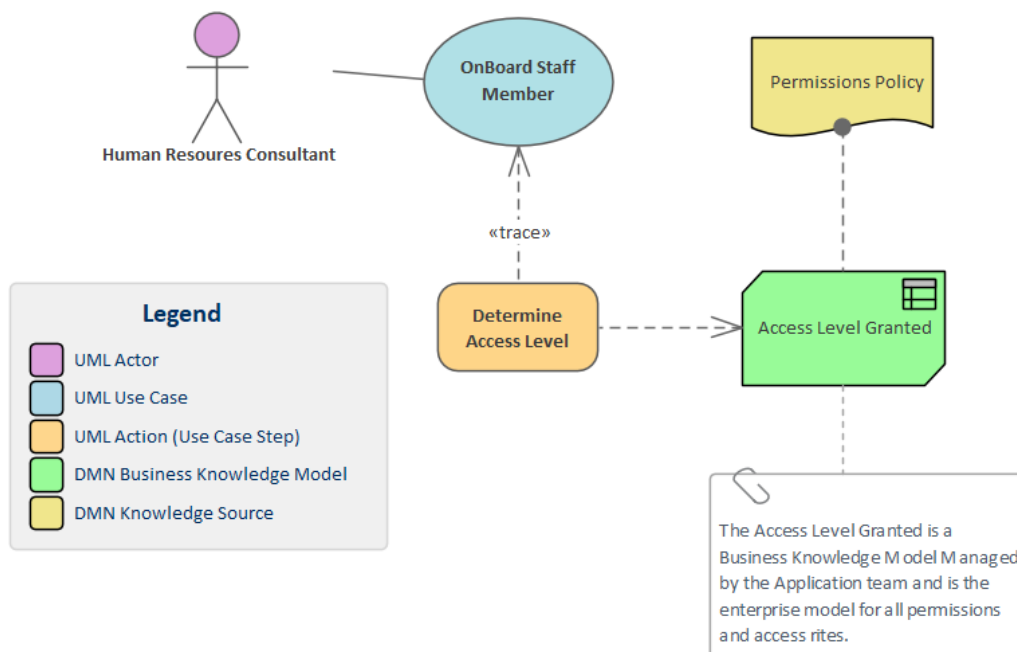 OnBoard Staff
Member
Permissions Policy
Human Resoures Consultant
«trace»
Legend
UML Actor
UML Use Case
UML Action (Use Case Step)
DMN Business Knowledge Model
DMN Knowledge Source
Determine
Access Level
Access Level Granted
The Access Level Granted is a
Business Knowledge Model Managed
by the Application team and is the
enterprise model for all permissions
and access rites.